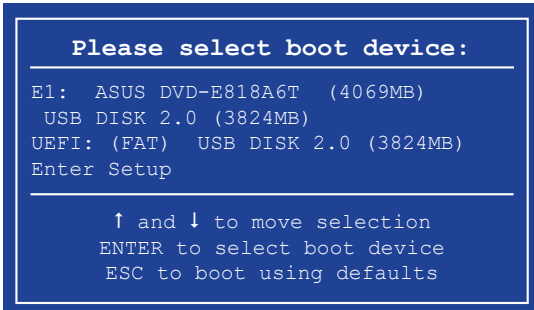 Please select boot device:
E1: ASUS DVD-E818A6T (4069MB)
USB DISK 2.0 (3824MB)
UEFI: (FAT) USB DISK 2.0 (3824MB)
Enter Setup
↑ and ↓ to move selection
ENTER to select boot device
ESC to boot using defaults